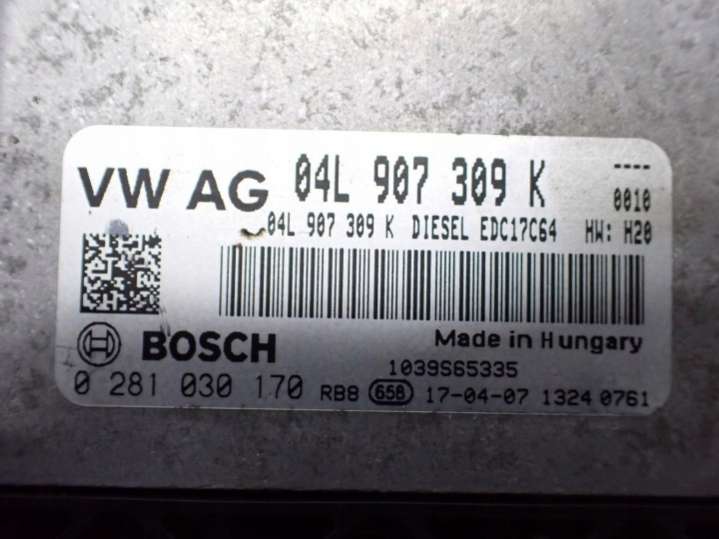 VW AG 04L 907 309 K ----
0010
04L 907 309 K DIESEL EDC17C64 HW: H20
BOSCH
Made in Hungary
1039S65335
0 281 030 170 RB8 658 17-04-07 1324 0761